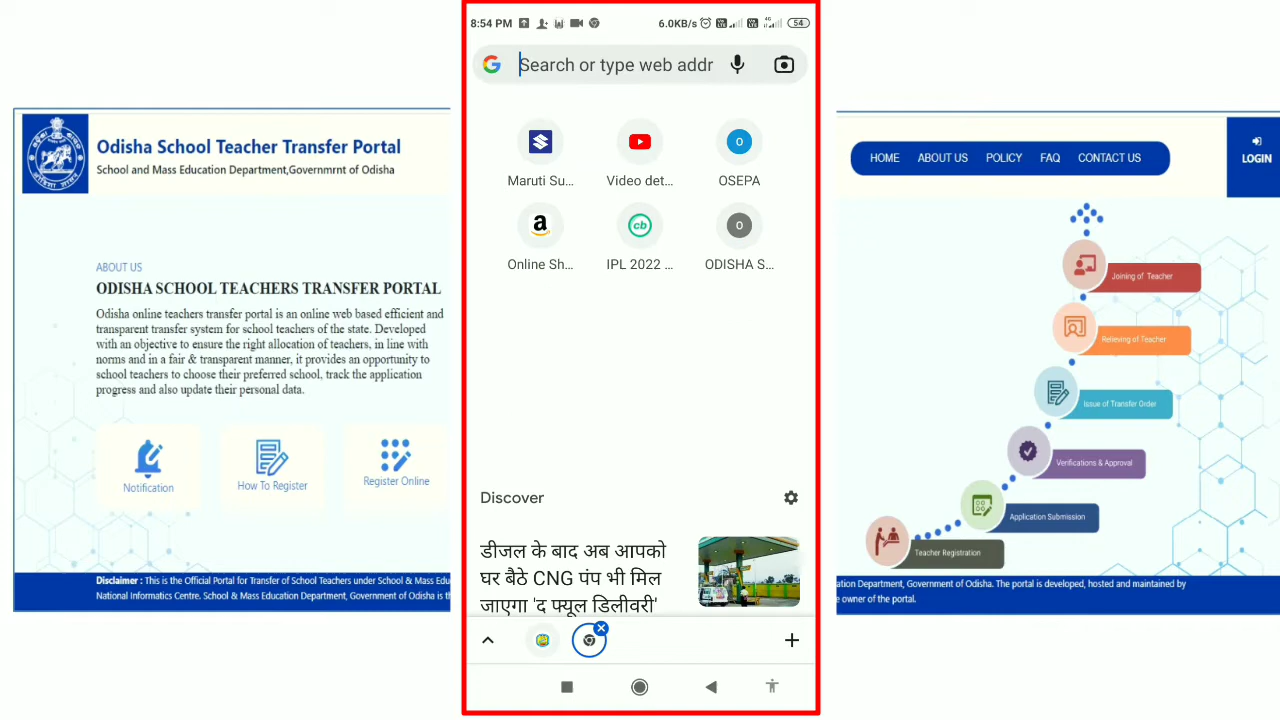 Odisha School Teacher Transfer Portal
School and Mass Education Department,Governmrnt of Odisha
ABOUT US
ODISHA SCHOOL TEACHERS TRANSFER PORTAL
Odisha online teachers transfer portal is an online web based efficient and
transparent transfer system for school teachers of the state. Developed
with an objective to ensure the right allocation of teachers, in line with
norms and in a fair & transparent manner, it provides an opportunity to
school teachers to choose their preferred school, track the application
progress and also update their personal data.
Notification
How To Register
Register Online
Disclaimer : This is the Official Portal for Transfer of School Teachers under School & Mass Edu
National Informatics Centre. School & Mass Education Department, Government of Odisha is t
8:54 PM
6.0KB/s
4G
54
Search or type web addr
Maruti Su...
Video det...
O
OSEPA
Online Sh...
cb
IPL 2022 ...
O
ODISHA S...
Discover
डीजल के बाद अब आपको
घर बैठे CNG पंप भी मिल
जाएगा 'द फ्यूल डिलीवरी'
HOME
ABOUT US
POLICY
FAQ
CONTACT US
LOGIN
Joining of Teacher
Relieving of Teacher
Issue of Transfer Order
Verifications & Approval
Application Submission
Teacher Registration
ation Department, Government of Odisha. The portal is developed, hosted and maintained by
e owner of the portal.